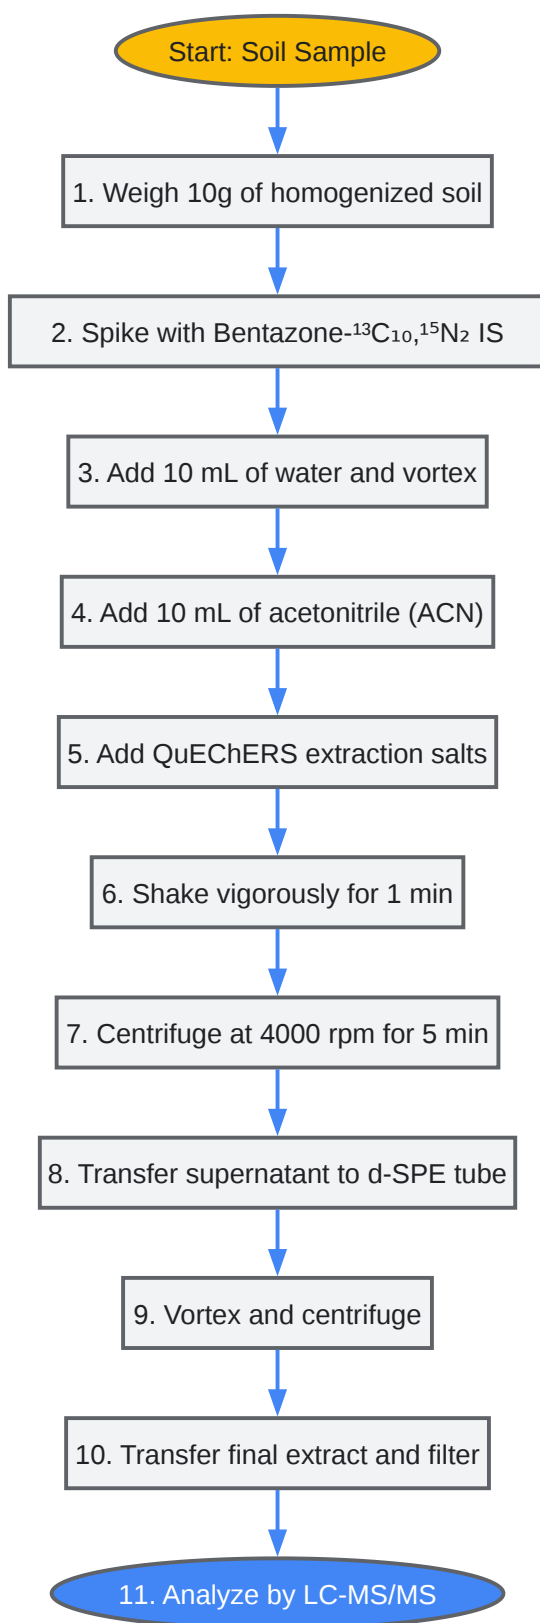 Start: Soil Sample
1. Weigh 10g of homogenized soil
2. Spike with Bentazone-¹³C₁₀,¹⁵N₂ IS
3. Add 10 mL of water and vortex
4. Add 10 mL of acetonitrile (ACN)
5. Add QuEChERS extraction salts
6. Shake vigorously for 1 min
7. Centrifuge at 4000 rpm for 5 min
8. Transfer supernatant to d-SPE tube
9. Vortex and centrifuge
10. Transfer final extract and filter
11. Analyze by LC-MS/MS